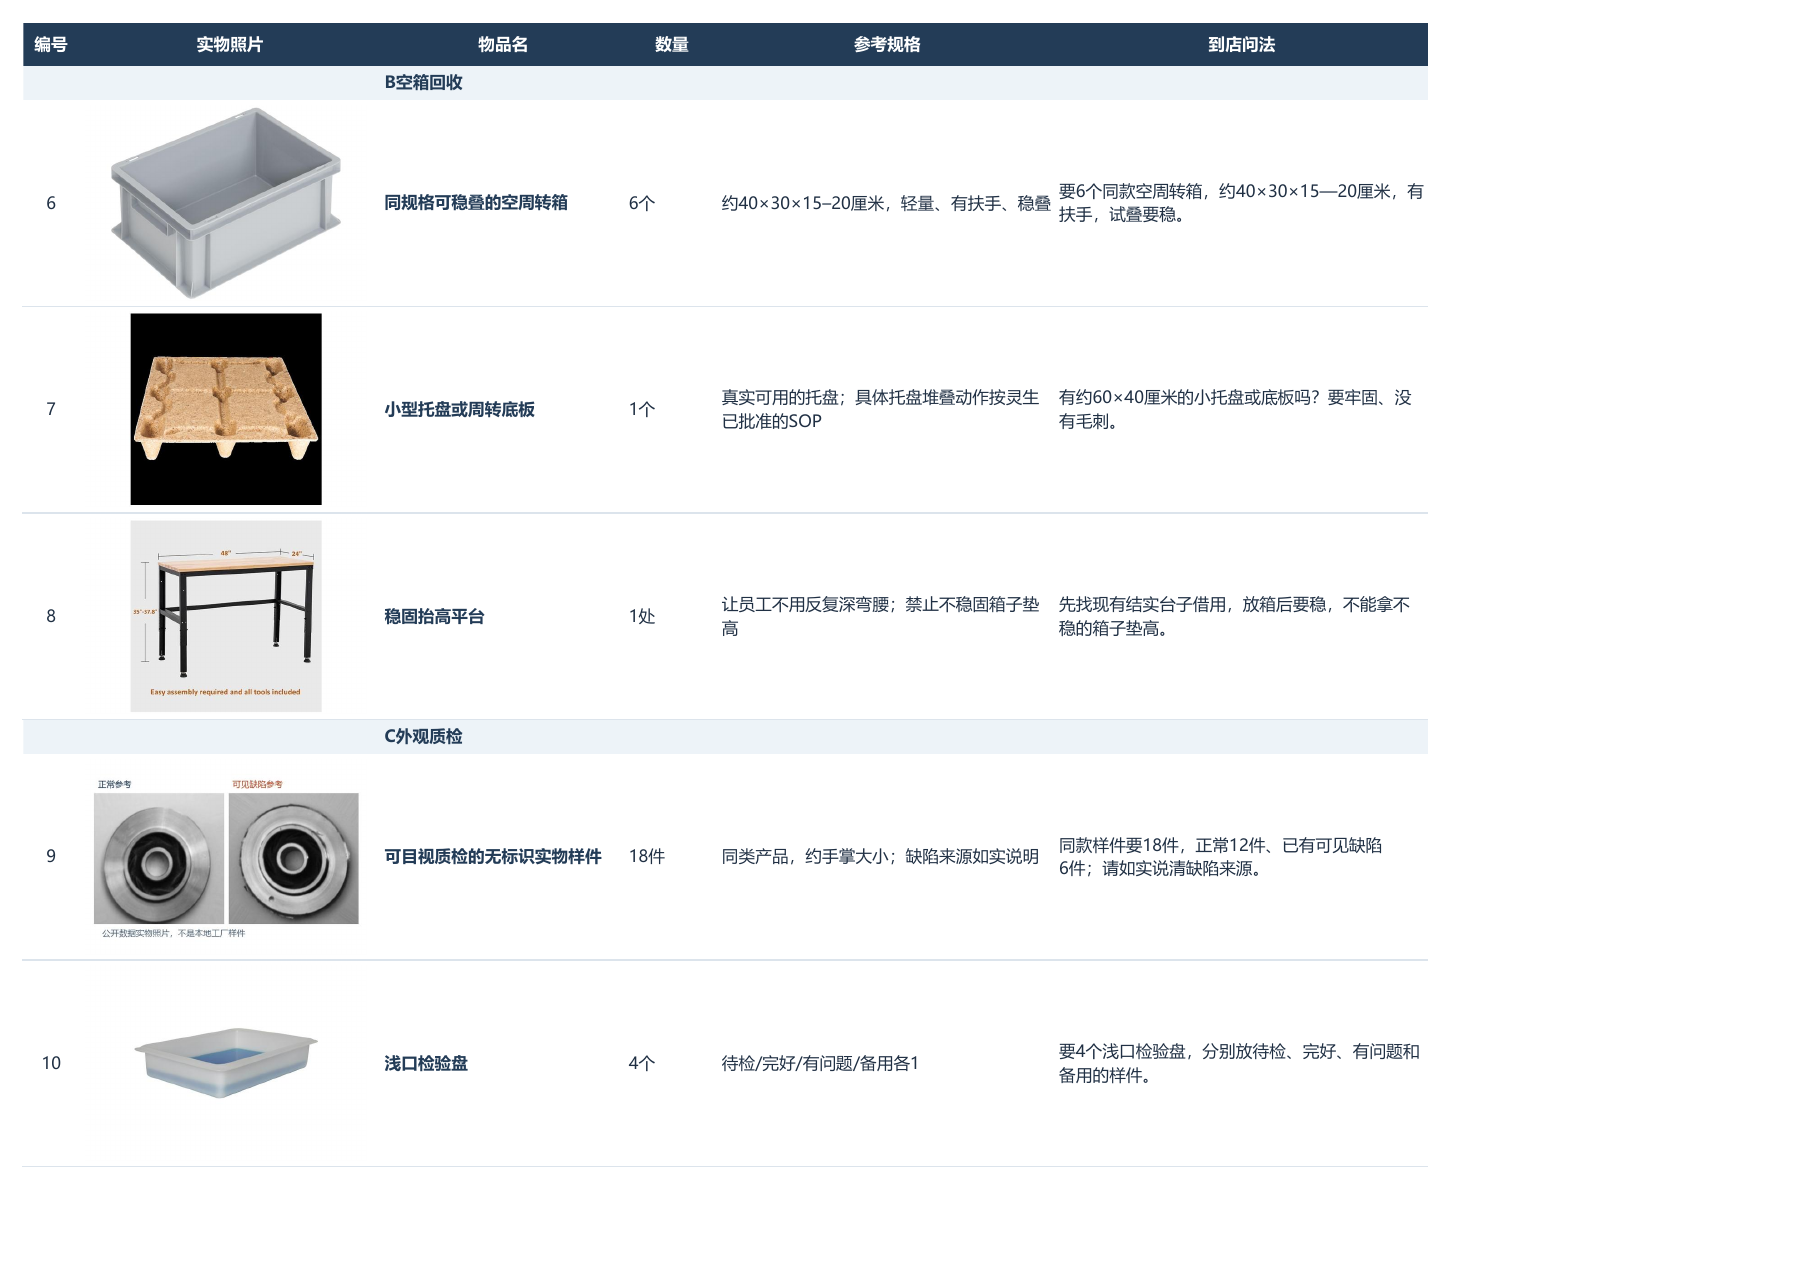 编号 实物照片 物品名 数量 参考规格 到店问法
B空箱回收
6 同规格可稳叠的空周转箱 6个 约40×30×15–20厘米，轻量、有扶手、稳叠 要6个同款空周转箱，约40×30×15—20厘米，有
扶手，试叠要稳。
7 小型托盘或周转底板 1个 真实可用的托盘；具体托盘堆叠动作按灵生
已批准的SOP
有约60×40厘米的小托盘或底板吗？要牢固、没
有毛刺。
48" 24"
35"-37.8"
Easy assembly required and all tools included
8 稳固抬高平台 1处 让员工不用反复深弯腰；禁止不稳固箱子垫
高
先找现有结实台子借用，放箱后要稳，不能拿不
稳的箱子垫高。
C外观质检
正常参考 可见缺陷参考
公开数据实物照片，不是本地工厂样件
9 可目视质检的无标识实物样件 18件 同类产品，约手掌大小；缺陷来源如实说明 同款样件要18件，正常12件、已有可见缺陷
6件；请如实说清缺陷来源。
10 浅口检验盘 4个 待检/完好/有问题/备用各1 要4个浅口检验盘，分别放待检、完好、有问题和
备用的样件。